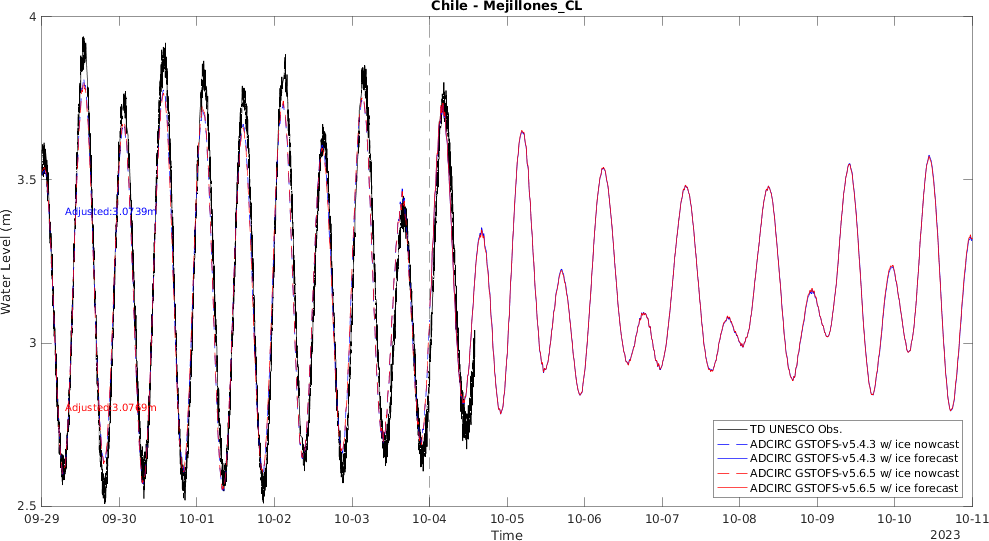 Chile - Mejillones_CL
4
3.5
3
2.5
Water Level (m)
Adjusted:3.0739m
Adjusted:3.0769m
TD UNESCO Obs.
ADCIRC GSTOFS-v5.4.3 w/ ice nowcast
ADCIRC GSTOFS-v5.4.3 w/ ice forecast
ADCIRC GSTOFS-v5.6.5 w/ ice nowcast
ADCIRC GSTOFS-v5.6.5 w/ ice forecast
09-29 09-30 10-01 10-02 10-03 10-04 10-05 10-06 10-07 10-08 10-09 10-10 10-11
Time
2023